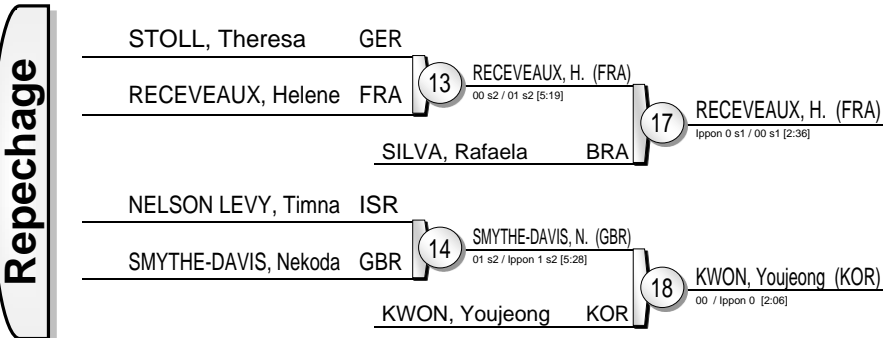 Repechage
STOLL, Theresa GER
RECEVEAUX, Helene FRA
13
RECEVEAUX, H. (FRA)
00 s2 / 01 s2 [5:19]
SILVA, Rafaela BRA
17
RECEVEAUX, H. (FRA)
Ippon 0 s1 / 00 s1 [2:36]
NELSON LEVY, Timna ISR
SMYTHE-DAVIS, Nekoda GBR
14
SMYTHE-DAVIS, N. (GBR)
01 s2 / Ippon 1 s2 [5:28]
KWON, Youjeong KOR
18
KWON, Youjeong (KOR)
00 / Ippon 0 [2:06]